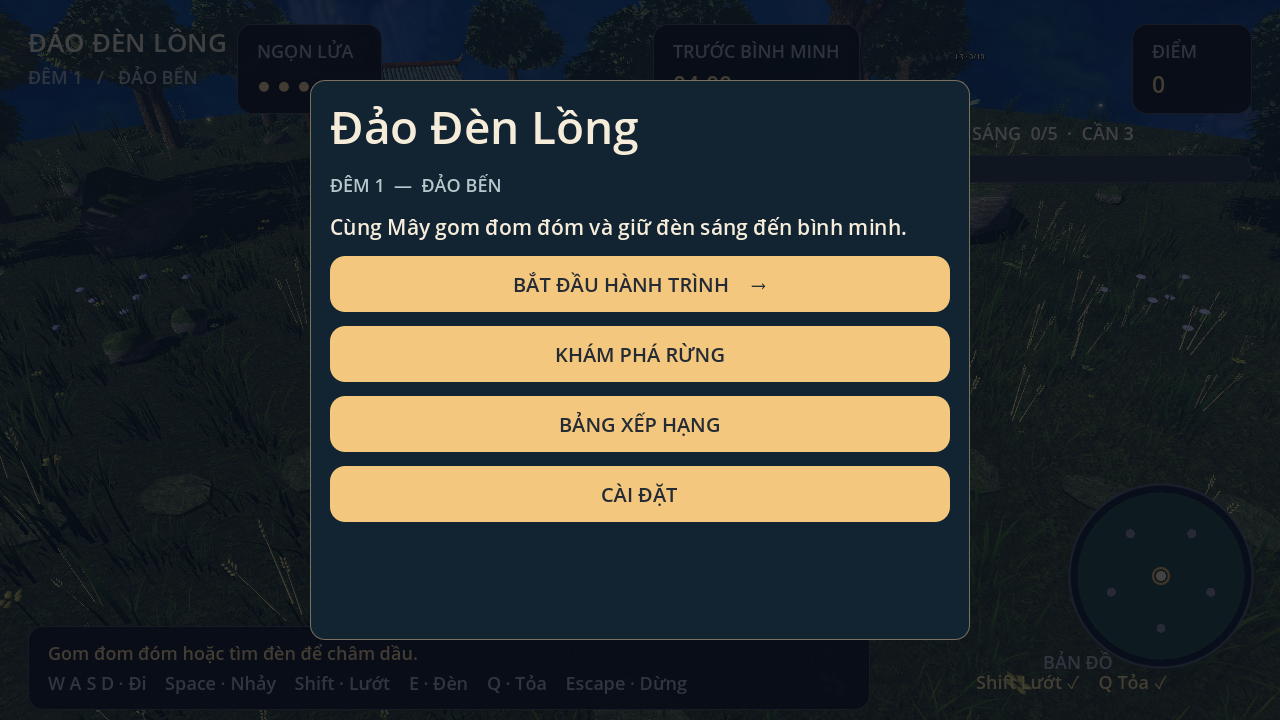 ĐẢO ĐÈN LỒNG
ĐÊM 1 / ĐẢO BẾN
NGỌN LỬA
TRƯỚC BÌNH MINH
ĐIỂM
0
SÁNG 0/5 · CẦN 3
Đảo Đèn Lồng
ĐÊM 1 — ĐẢO BẾN
Cùng Mây gom đom đóm và giữ đèn sáng đến bình minh.
BẮT ĐẦU HÀNH TRÌNH →
KHÁM PHÁ RỪNG
BẢNG XẾP HẠNG
CÀI ĐẶT
Gom đom đóm hoặc tìm đèn để châm dầu.
W A S D · Đi Space · Nhảy Shift · Lướt E · Đèn Q · Tỏa Escape · Dừng
BẢN ĐỒ
Shift Lướt ✓ Q Tỏa ✓